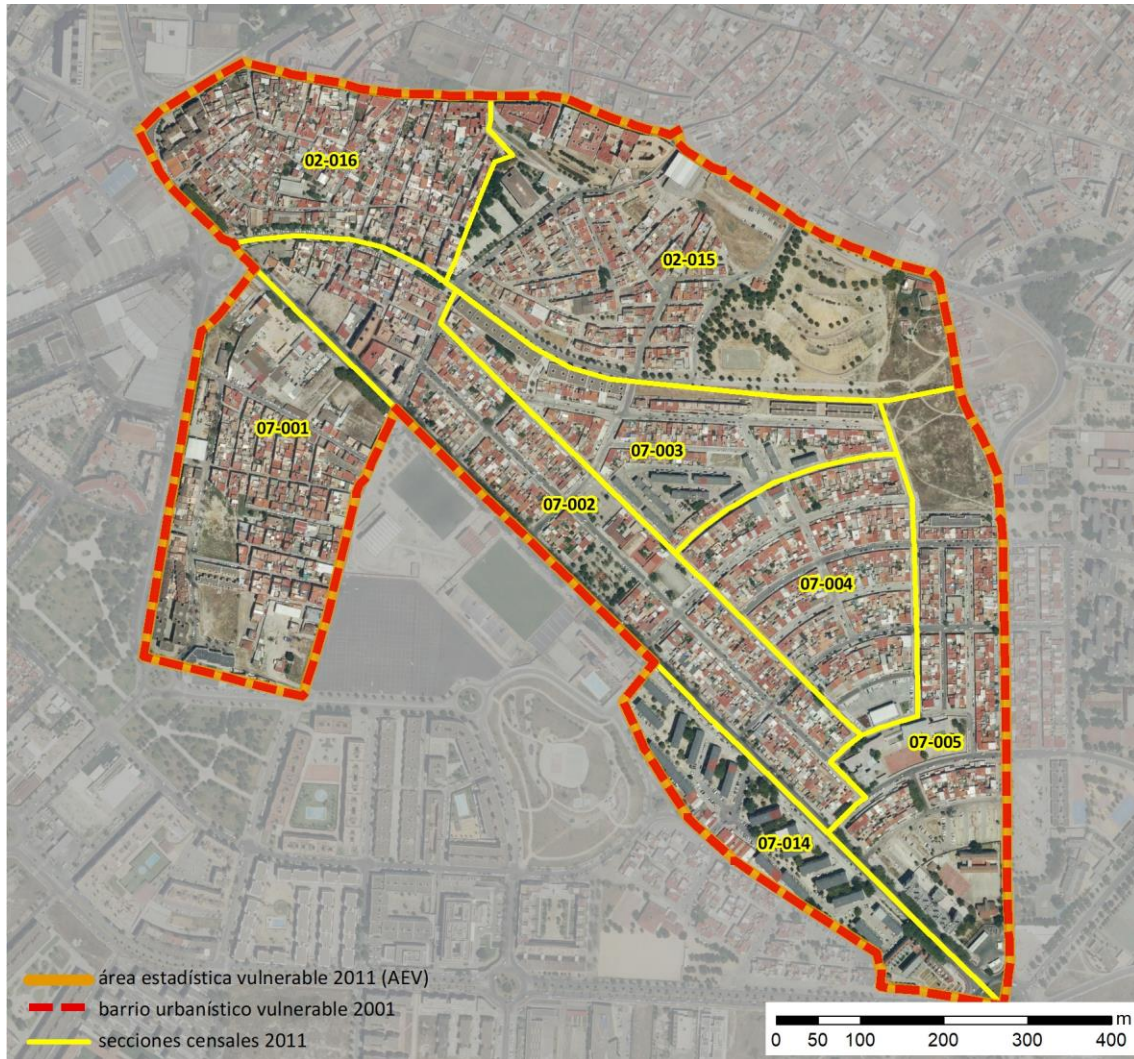 02-016
02-015
07-001
07-003
07-002
07-004
07-005
07-014
área estadística vulnerable 2011 (AEV)
barrio urbanístico vulnerable 2001
secciones censales 2011
m
0 50 100 200 300 400